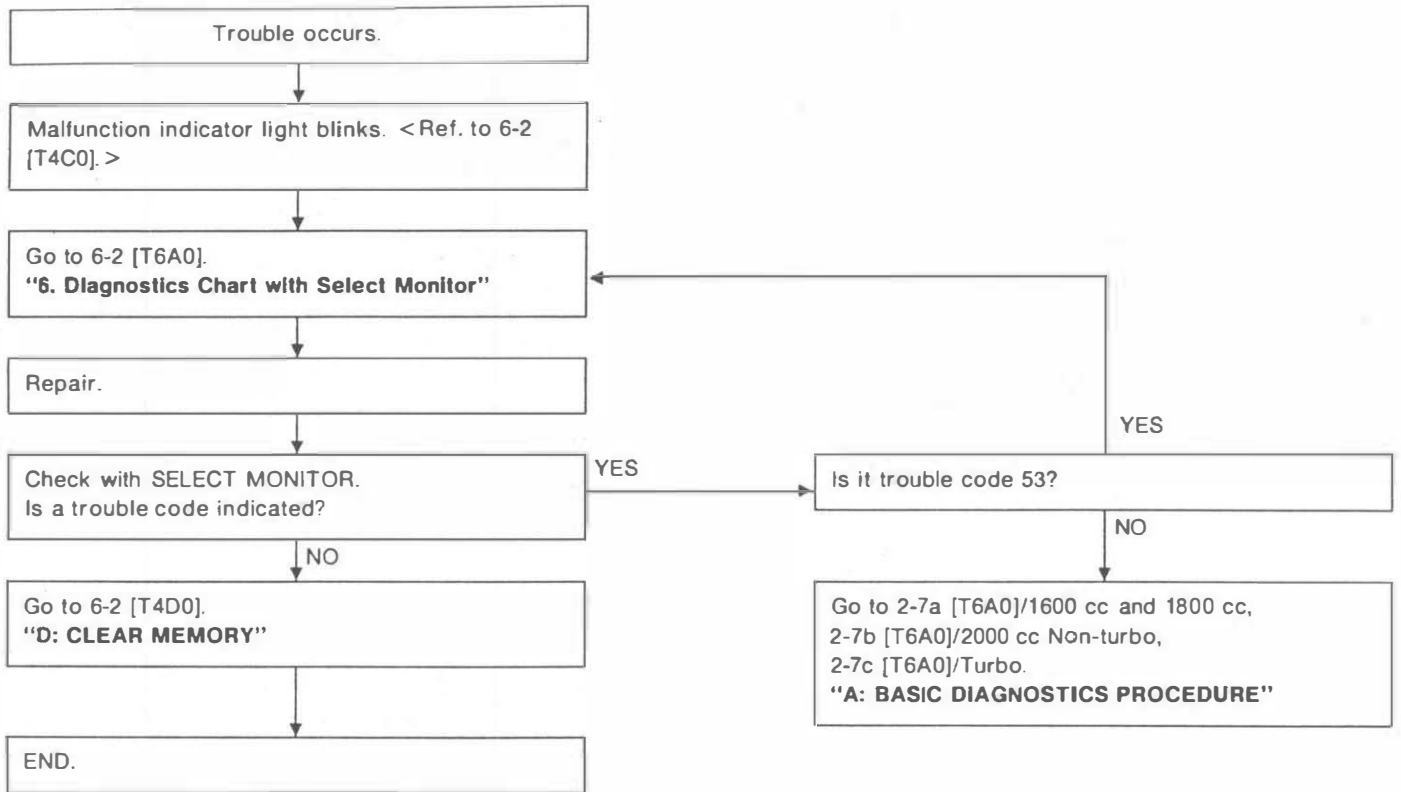 Trouble occurs.
Malfunction indicator light blinks. <Ref. to 6-2
[T4C0]. >
Go to 6-2 [T6A0].
"6. Diagnostics Chart with Select Monitor"
Repair.
Check with SELECT MONITOR.
Is a trouble code indicated?
YES
NO
Is it trouble code 53?
YES
NO
Go to 6-2 [T4D0].
"D: CLEAR MEMORY"
Go to 2-7a [T6A0]/1600 cc and 1800 cc,
2-7b [T6A0]/2000 cc Non-turbo,
2-7c [T6A0]/Turbo.
"A: BASIC DIAGNOSTICS PROCEDURE"
END.